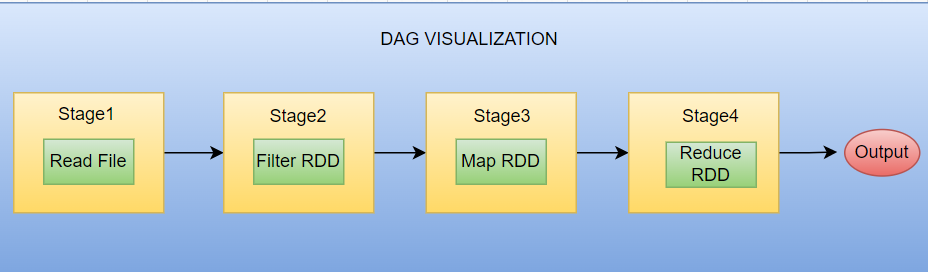 DAG VISUALIZATION
Stage1
Read File
Stage2
Filter RDD
Stage3
Map RDD
Stage4
Reduce
RDD
Output